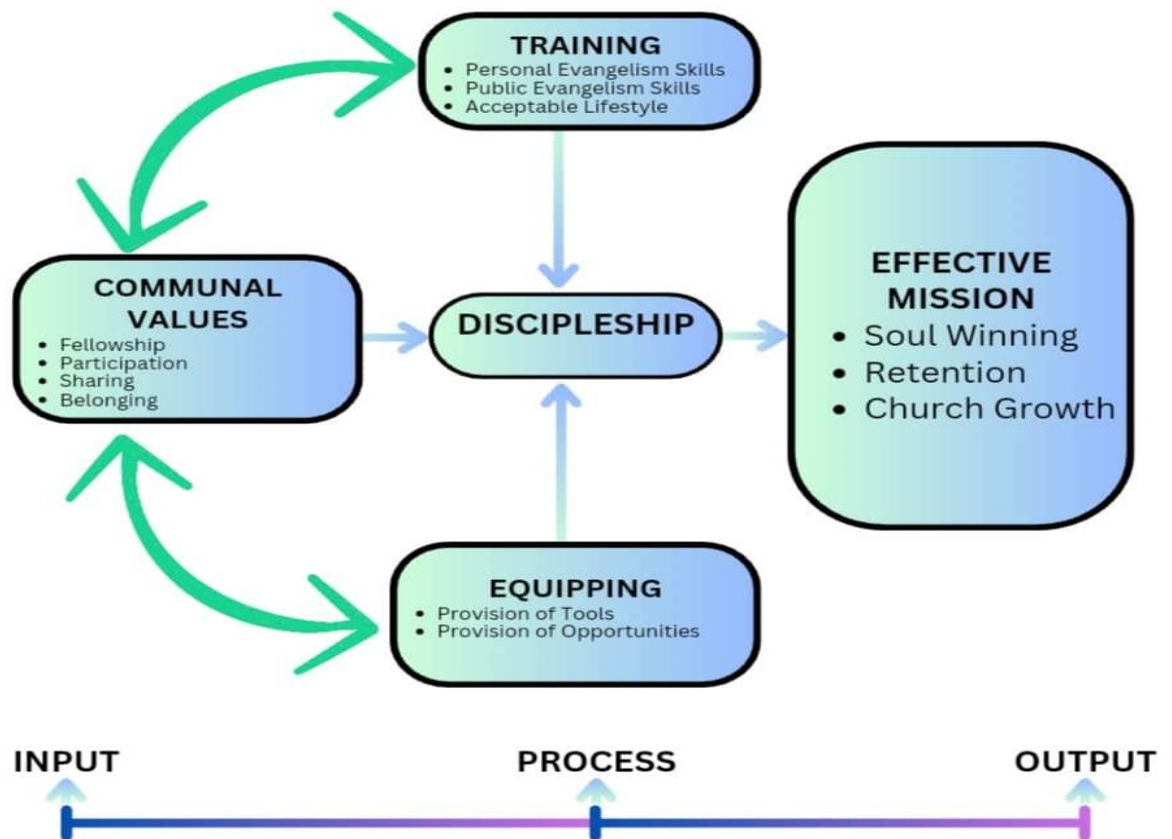 TRAINING
• Personal Evangelism Skills
• Public Evangelism Skills
• Acceptable Lifestyle
COMMUNAL
VALUES
• Fellowship
• Participation
• Sharing
• Belonging
DISCIPLESHIP
EFFECTIVE
MISSION
• Soul Winning
• Retention
• Church Growth
EQUIPPING
• Provision of Tools
• Provision of Opportunities
INPUT
PROCESS
OUTPUT